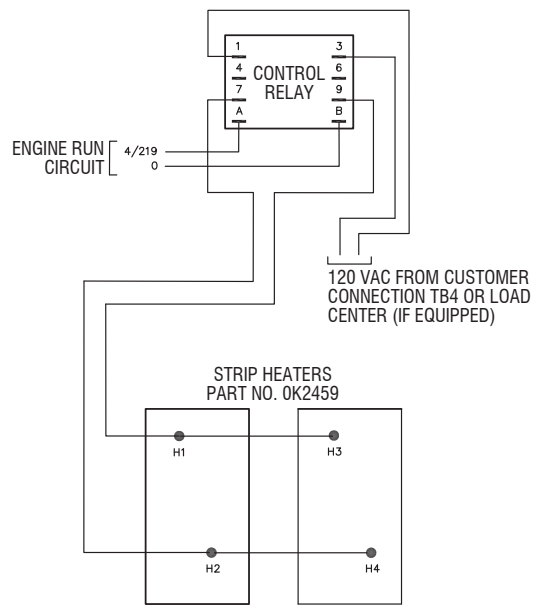 1 3
4 6
CONTROL
RELAY
7 9
A B
ENGINE RUN
CIRCUIT
4/219
0
120 VAC FROM CUSTOMER
CONNECTION TB4 OR LOAD
CENTER (IF EQUIPPED)
STRIP HEATERS
PART NO. 0K2459
H1 H3
H2 H4